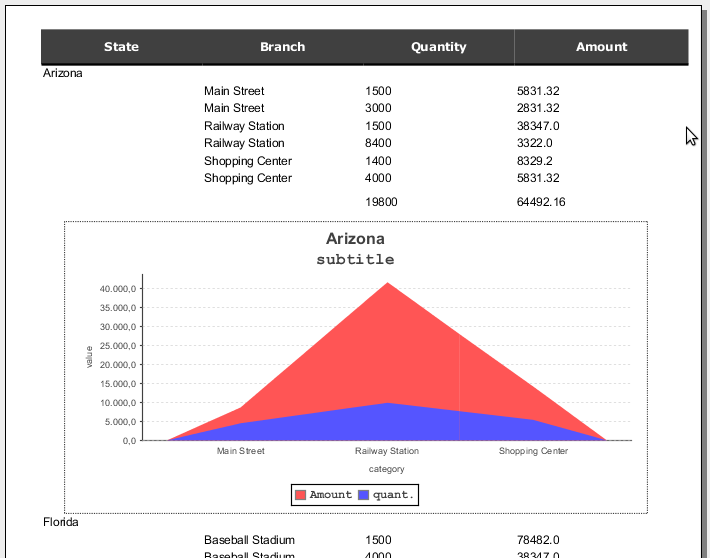 State Branch Quantity Amount
Arizona
Main Street 1500 5831.32
Main Street 3000 2831.32
Railway Station 1500 38347.0
Railway Station 8400 3322.0
Shopping Center 1400 8329.2
Shopping Center 4000 5831.32
19800 64492.16
Arizona
subtitle
40.000,0
35.000,0
30.000,0
25.000,0
20.000,0
15.000,0
10.000,0
5.000,0
0,0
value
Main Street Railway Station Shopping Center
category
Amount quant.
Florida
Baseball Stadium 1500 78482.0
Baseball Stadium 4000 38347.0